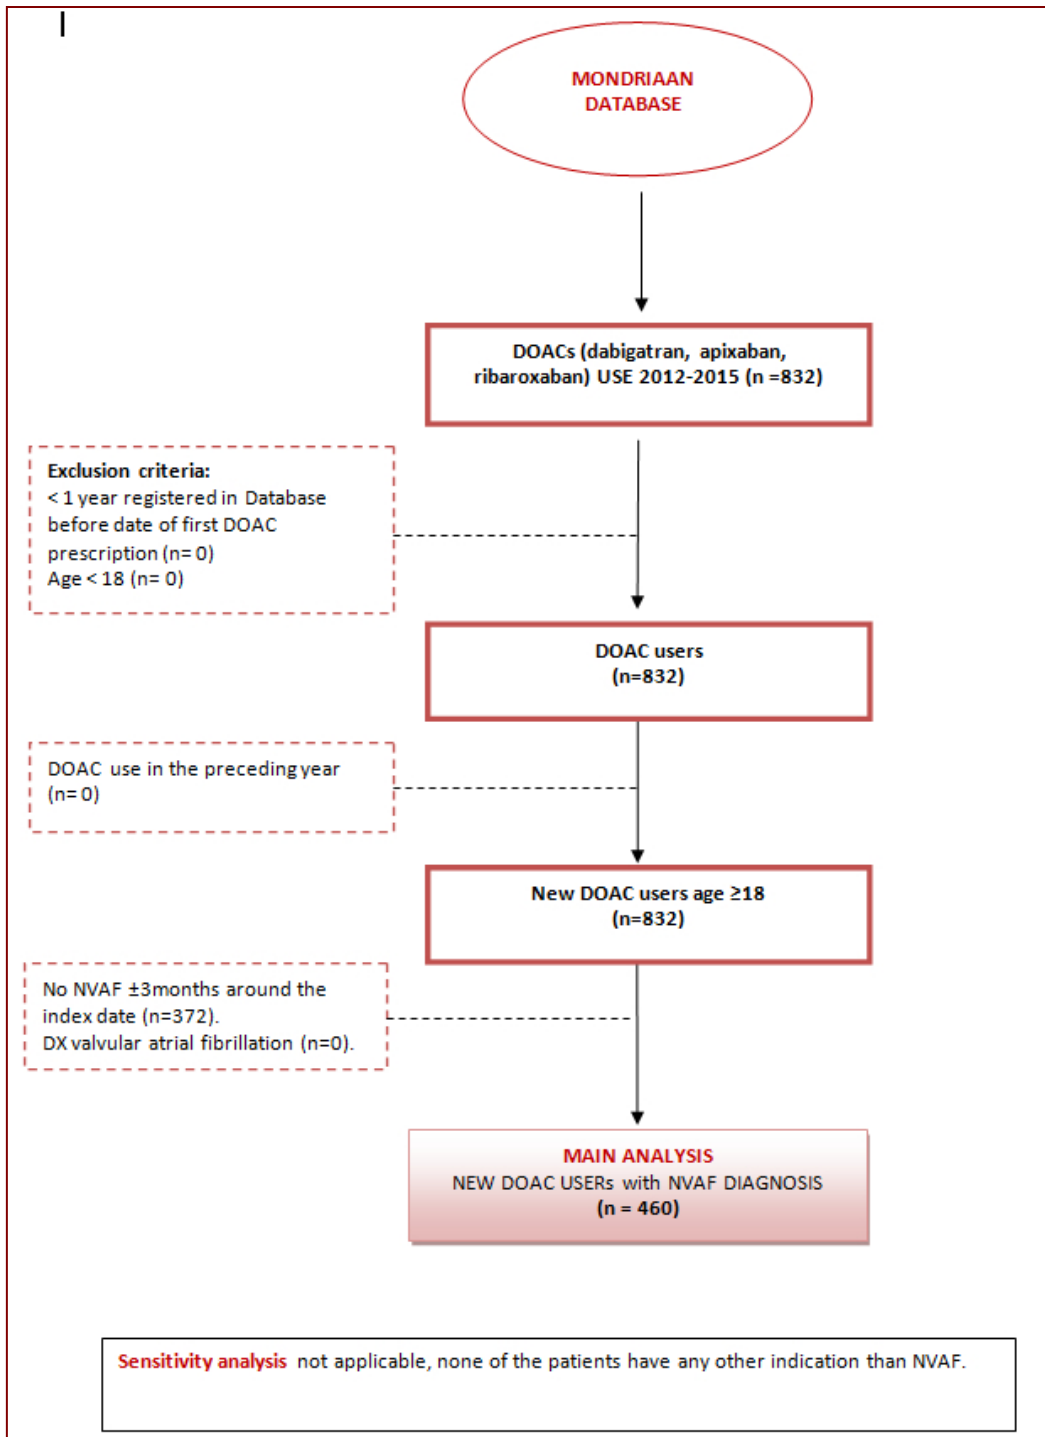 MONDRIAAN
DATABASE
DOACs (dabigatran, apixaban,
ribaroxaban) USE 2012-2015 (n =832)
Exclusion criteria:
< 1 year registered in Database
before date of first DOAC
prescription (n= 0)
Age < 18 (n= 0)
DOAC users
(n=832)
DOAC use in the preceding year
(n= 0)
New DOAC users age ≥18
(n=832)
No NVAF ±3months around the
index date (n=372).
DX valvular atrial fibrillation (n=0).
MAIN ANALYSIS
NEW DOAC USERs with NVAF DIAGNOSIS
(n = 460)
Sensitivity analysis not applicable, none of the patients have any other indication than NVAF.